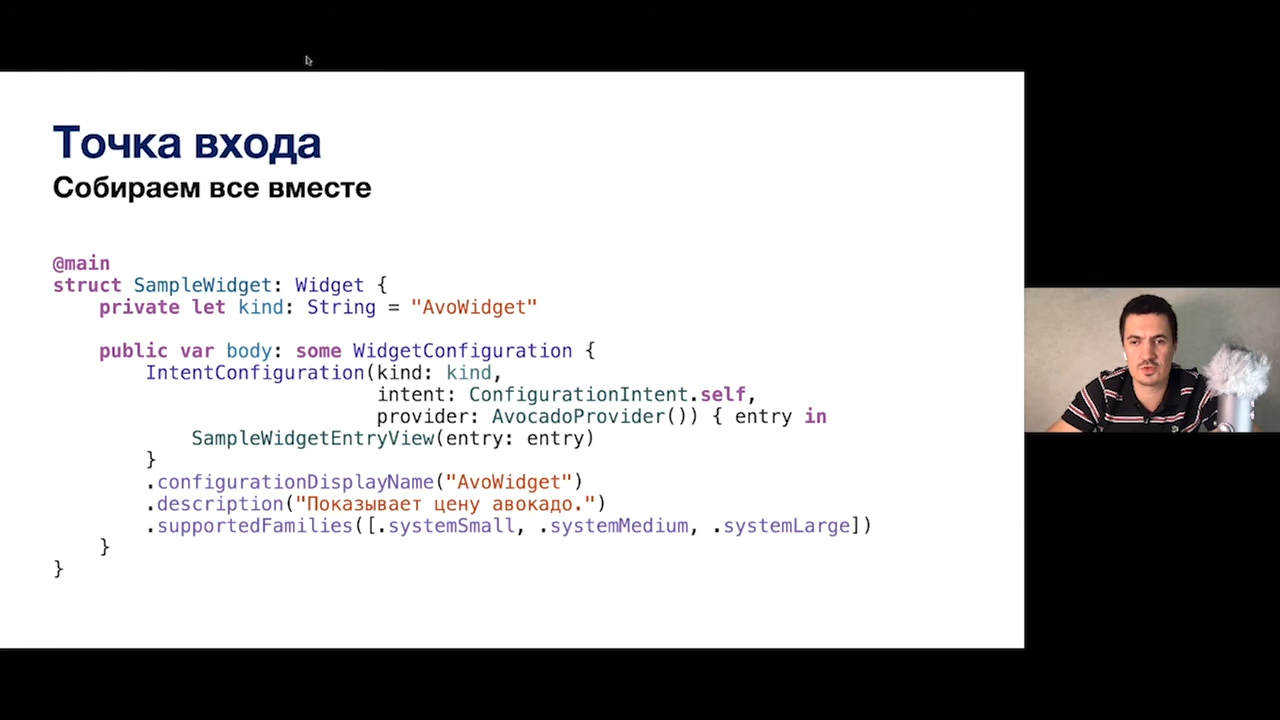 Точка входа
Собираем все вместе
@main
struct SampleWidget: Widget {
    private let kind: String = "AvoWidget"
    public var body: some WidgetConfiguration {
        IntentConfiguration(kind: kind,
                            intent: ConfigurationIntent.self,
                            provider: AvocadoProvider()) { entry in
            SampleWidgetEntryView(entry: entry)
        }
        .configurationDisplayName("AvoWidget")
        .description("Показывает цену авокадо.")
        .supportedFamilies([.systemSmall, .systemMedium, .systemLarge])
    }
}